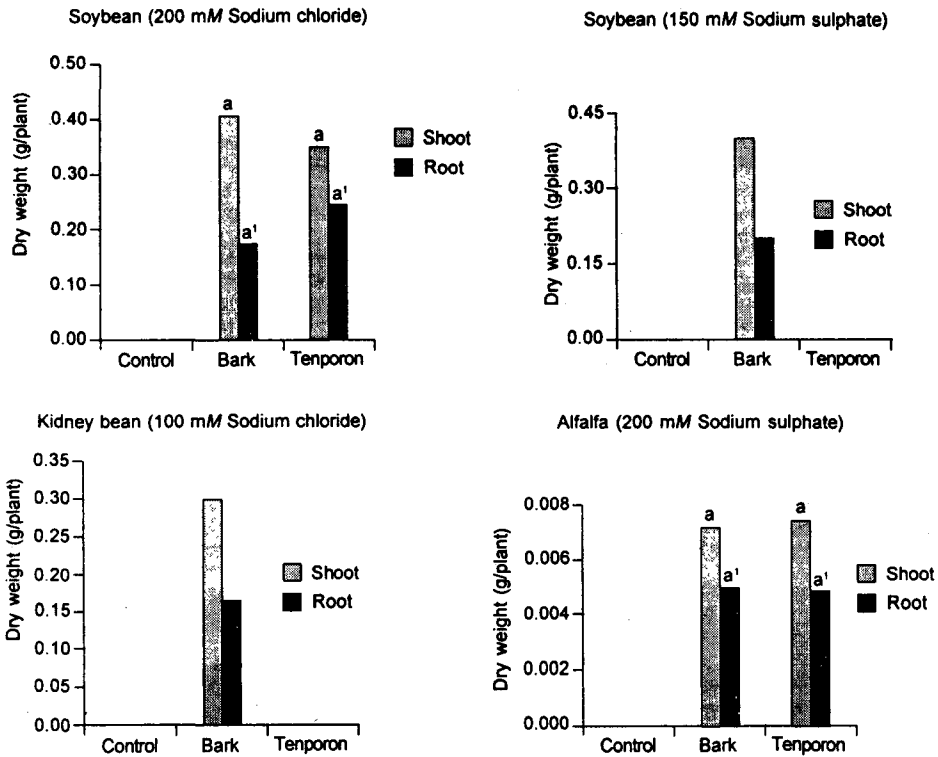 Soybean (200 mM Sodium chloride)
Dry weight (g/plant)
0.50
0.40
0.30
0.20
0.10
0.00
a
a¹
a
a¹
Shoot
Root
Control Bark Tenporon
Soybean (150 mM Sodium sulphate)
Dry weight (g/plant)
0.45
0.30
0.15
0.00
Shoot
Root
Control Bark Tenporon
Kidney bean (100 mM Sodium chloride)
Dry weight (g/plant)
0.35
0.30
0.25
0.20
0.15
0.10
0.05
0.00
Shoot
Root
Control Bark Tenporon
Alfalfa (200 mM Sodium sulphate)
Dry weight (g/plant)
0.008
0.006
0.004
0.002
0.000
a
a¹
a
a¹
Shoot
Root
Control Bark Tenporon